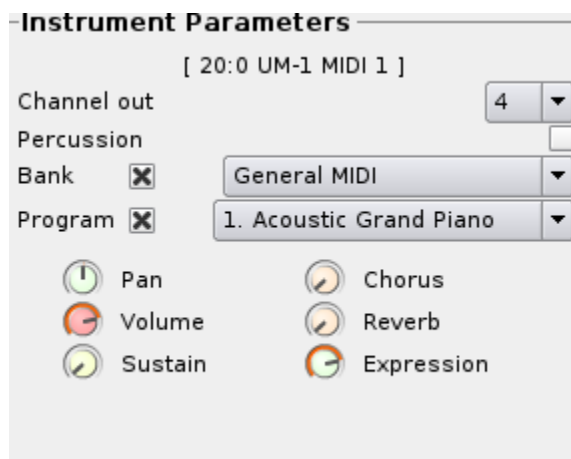 Instrument Parameters
[ 20:0 UM-1 MIDI 1 ]
Channel out 4
Percussion
Bank General MIDI
Program 1. Acoustic Grand Piano
Pan Chorus
Volume Reverb
Sustain Expression